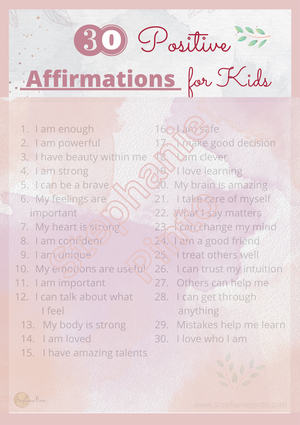 30 Positive
Affirmations for Kids
1. I am enough
2. I am powerful
3. I have beauty within me
4. I am strong
5. I can be a brave
6. My feelings are
important
7. My heart is strong
8. I am confident
9. I am unique
10. My emotions are useful
11. I am important
12. I can talk about what
I feel
13. My body is strong
14. I am loved
15. I have amazing talents
16. I am safe
17. I make good decision
18. I am clever
19. I love learning
20. My brain is amazing
21. I take care of myself
22. What I say matters
23. I can change my mind
24. I am a good friend
25. I treat others well
26. I can trust my intuition
27. Others can help me
28. I can get through
anything
29. Mistakes help me learn
30. I love who I am
Stephanie